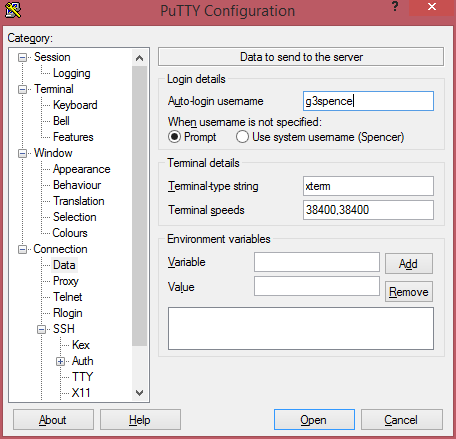 PuTTY Configuration
?
Category:
Session
Logging
Terminal
Keyboard
Bell
Features
Window
Appearance
Behaviour
Translation
Selection
Colours
Connection
Data
Proxy
Telnet
Rlogin
SSH
Kex
Auth
TTY
X11
Data to send to the server
Login details
Auto-login username
g3spence
When username is not specified:
Prompt
Use system username (Spencer)
Terminal details
Terminal-type string
xterm
Terminal speeds
38400,38400
Environment variables
Variable
Add
Value
Remove
About
Help
Open
Cancel